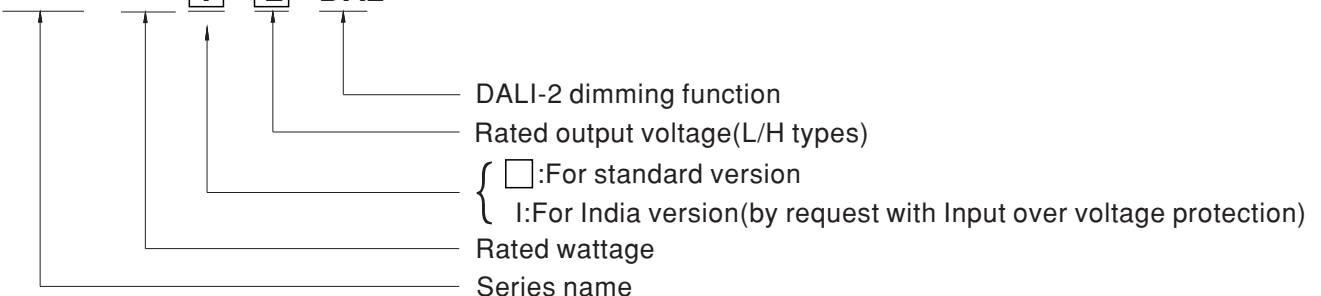 DALI-2 dimming function
Rated output voltage(L/H types)
□:For standard version
I:For India version(by request with Input over voltage protection)
Rated wattage
Series name